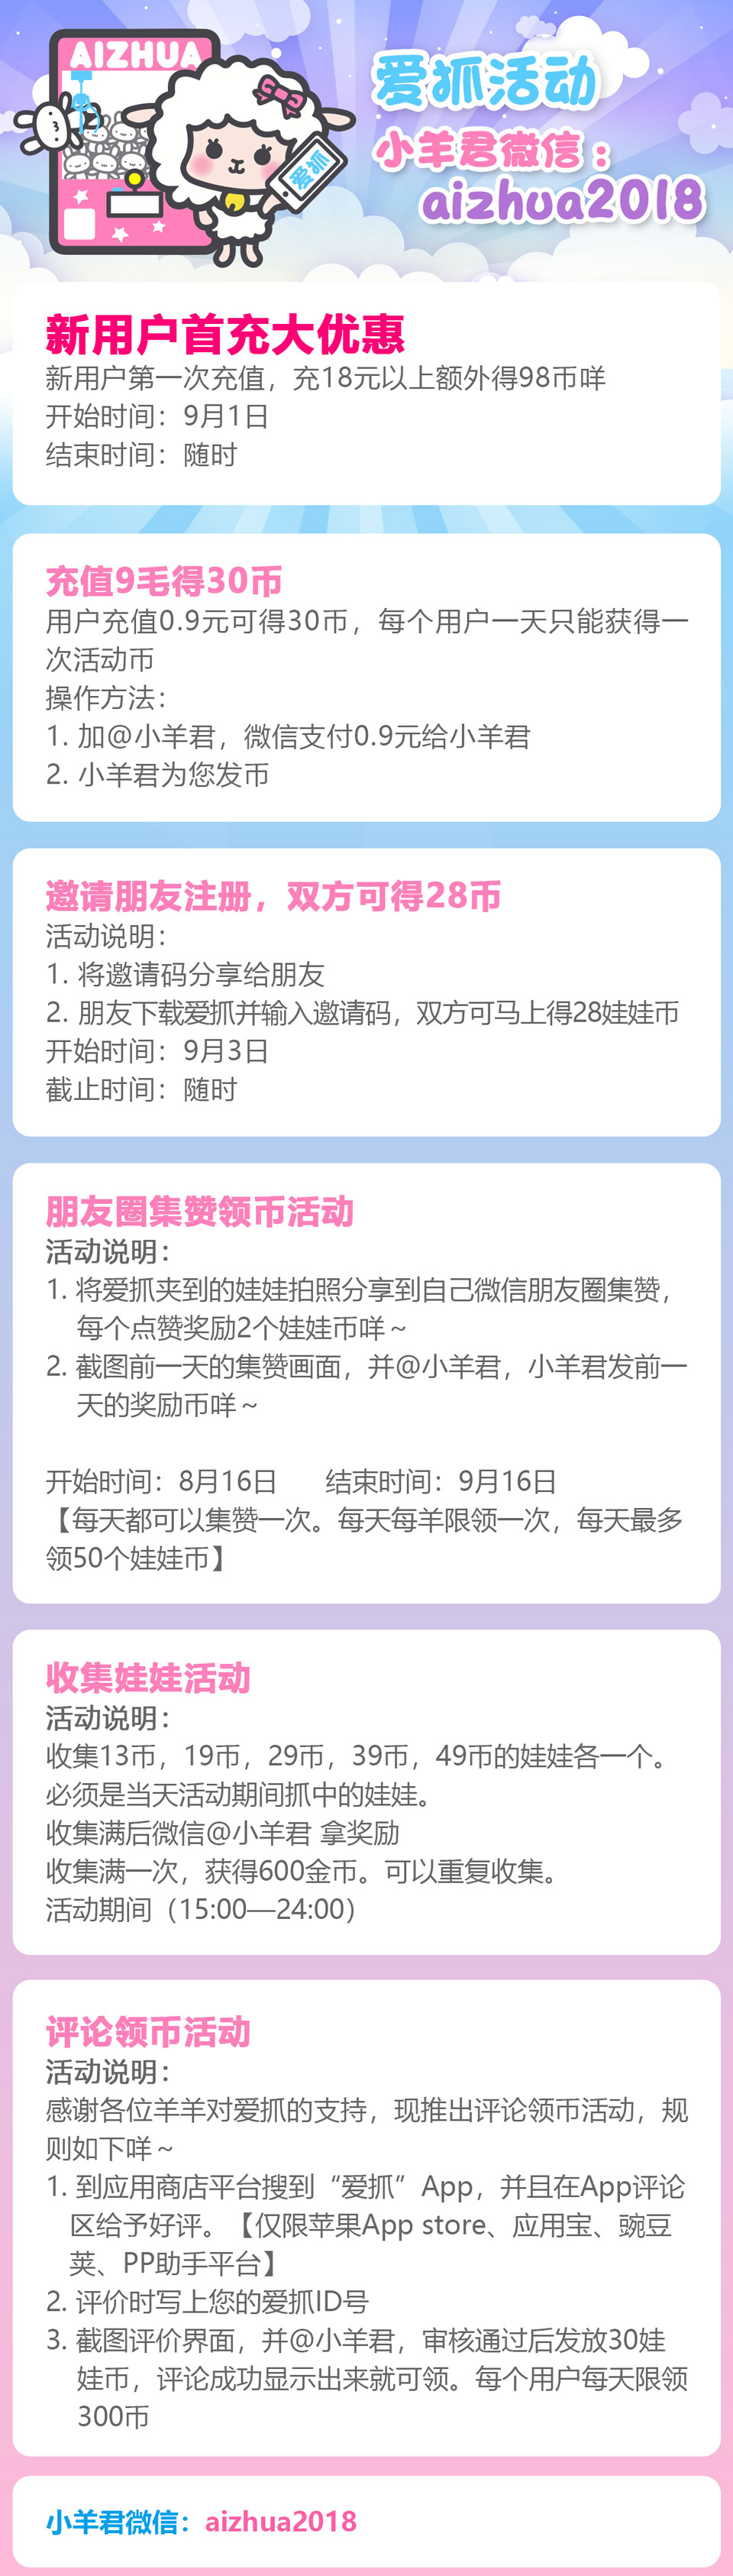 AIZHUA
爱抓
爱抓活动
小羊君微信：
aizhua2018
新用户首充大优惠
新用户第一次充值，充18元以上额外得98币咩
开始时间：9月1日
结束时间：随时
充值9毛得30币
用户充值0.9元可得30币，每个用户一天只能获得一
次活动币
操作方法：
1. 加@小羊君，微信支付0.9元给小羊君
2. 小羊君为您发币
邀请朋友注册，双方可得28币
活动说明：
1. 将邀请码分享给朋友
2. 朋友下载爱抓并输入邀请码，双方可马上得28娃娃币
开始时间：9月3日
截止时间：随时
朋友圈集赞领币活动
活动说明：
1. 将爱抓夹到的娃娃拍照分享到自己微信朋友圈集赞，
每个点赞奖励2个娃娃币咩～
2. 截图前一天的集赞画面，并@小羊君，小羊君发前一
天的奖励币咩～
开始时间：8月16日 结束时间：9月16日
【每天都可以集赞一次。每天每羊限领一次，每天最多
领50个娃娃币】
收集娃娃活动
活动说明：
收集13币，19币，29币，39币，49币的娃娃各一个。
必须是当天活动期间抓中的娃娃。
收集满后微信@小羊君 拿奖励
收集满一次，获得600金币。可以重复收集。
活动期间（15:00—24:00）
评论领币活动
活动说明：
感谢各位羊羊对爱抓的支持，现推出评论领币活动，规
则如下咩～
1. 到应用商店平台搜到“爱抓”App，并且在App评论
区给予好评。【仅限苹果App store、应用宝、豌豆
荚、PP助手平台】
2. 评价时写上您的爱抓ID号
3. 截图评价界面，并@小羊君，审核通过后发放30娃
娃币，评论成功显示出来就可领。每个用户每天限领
300币
小羊君微信：aizhua2018